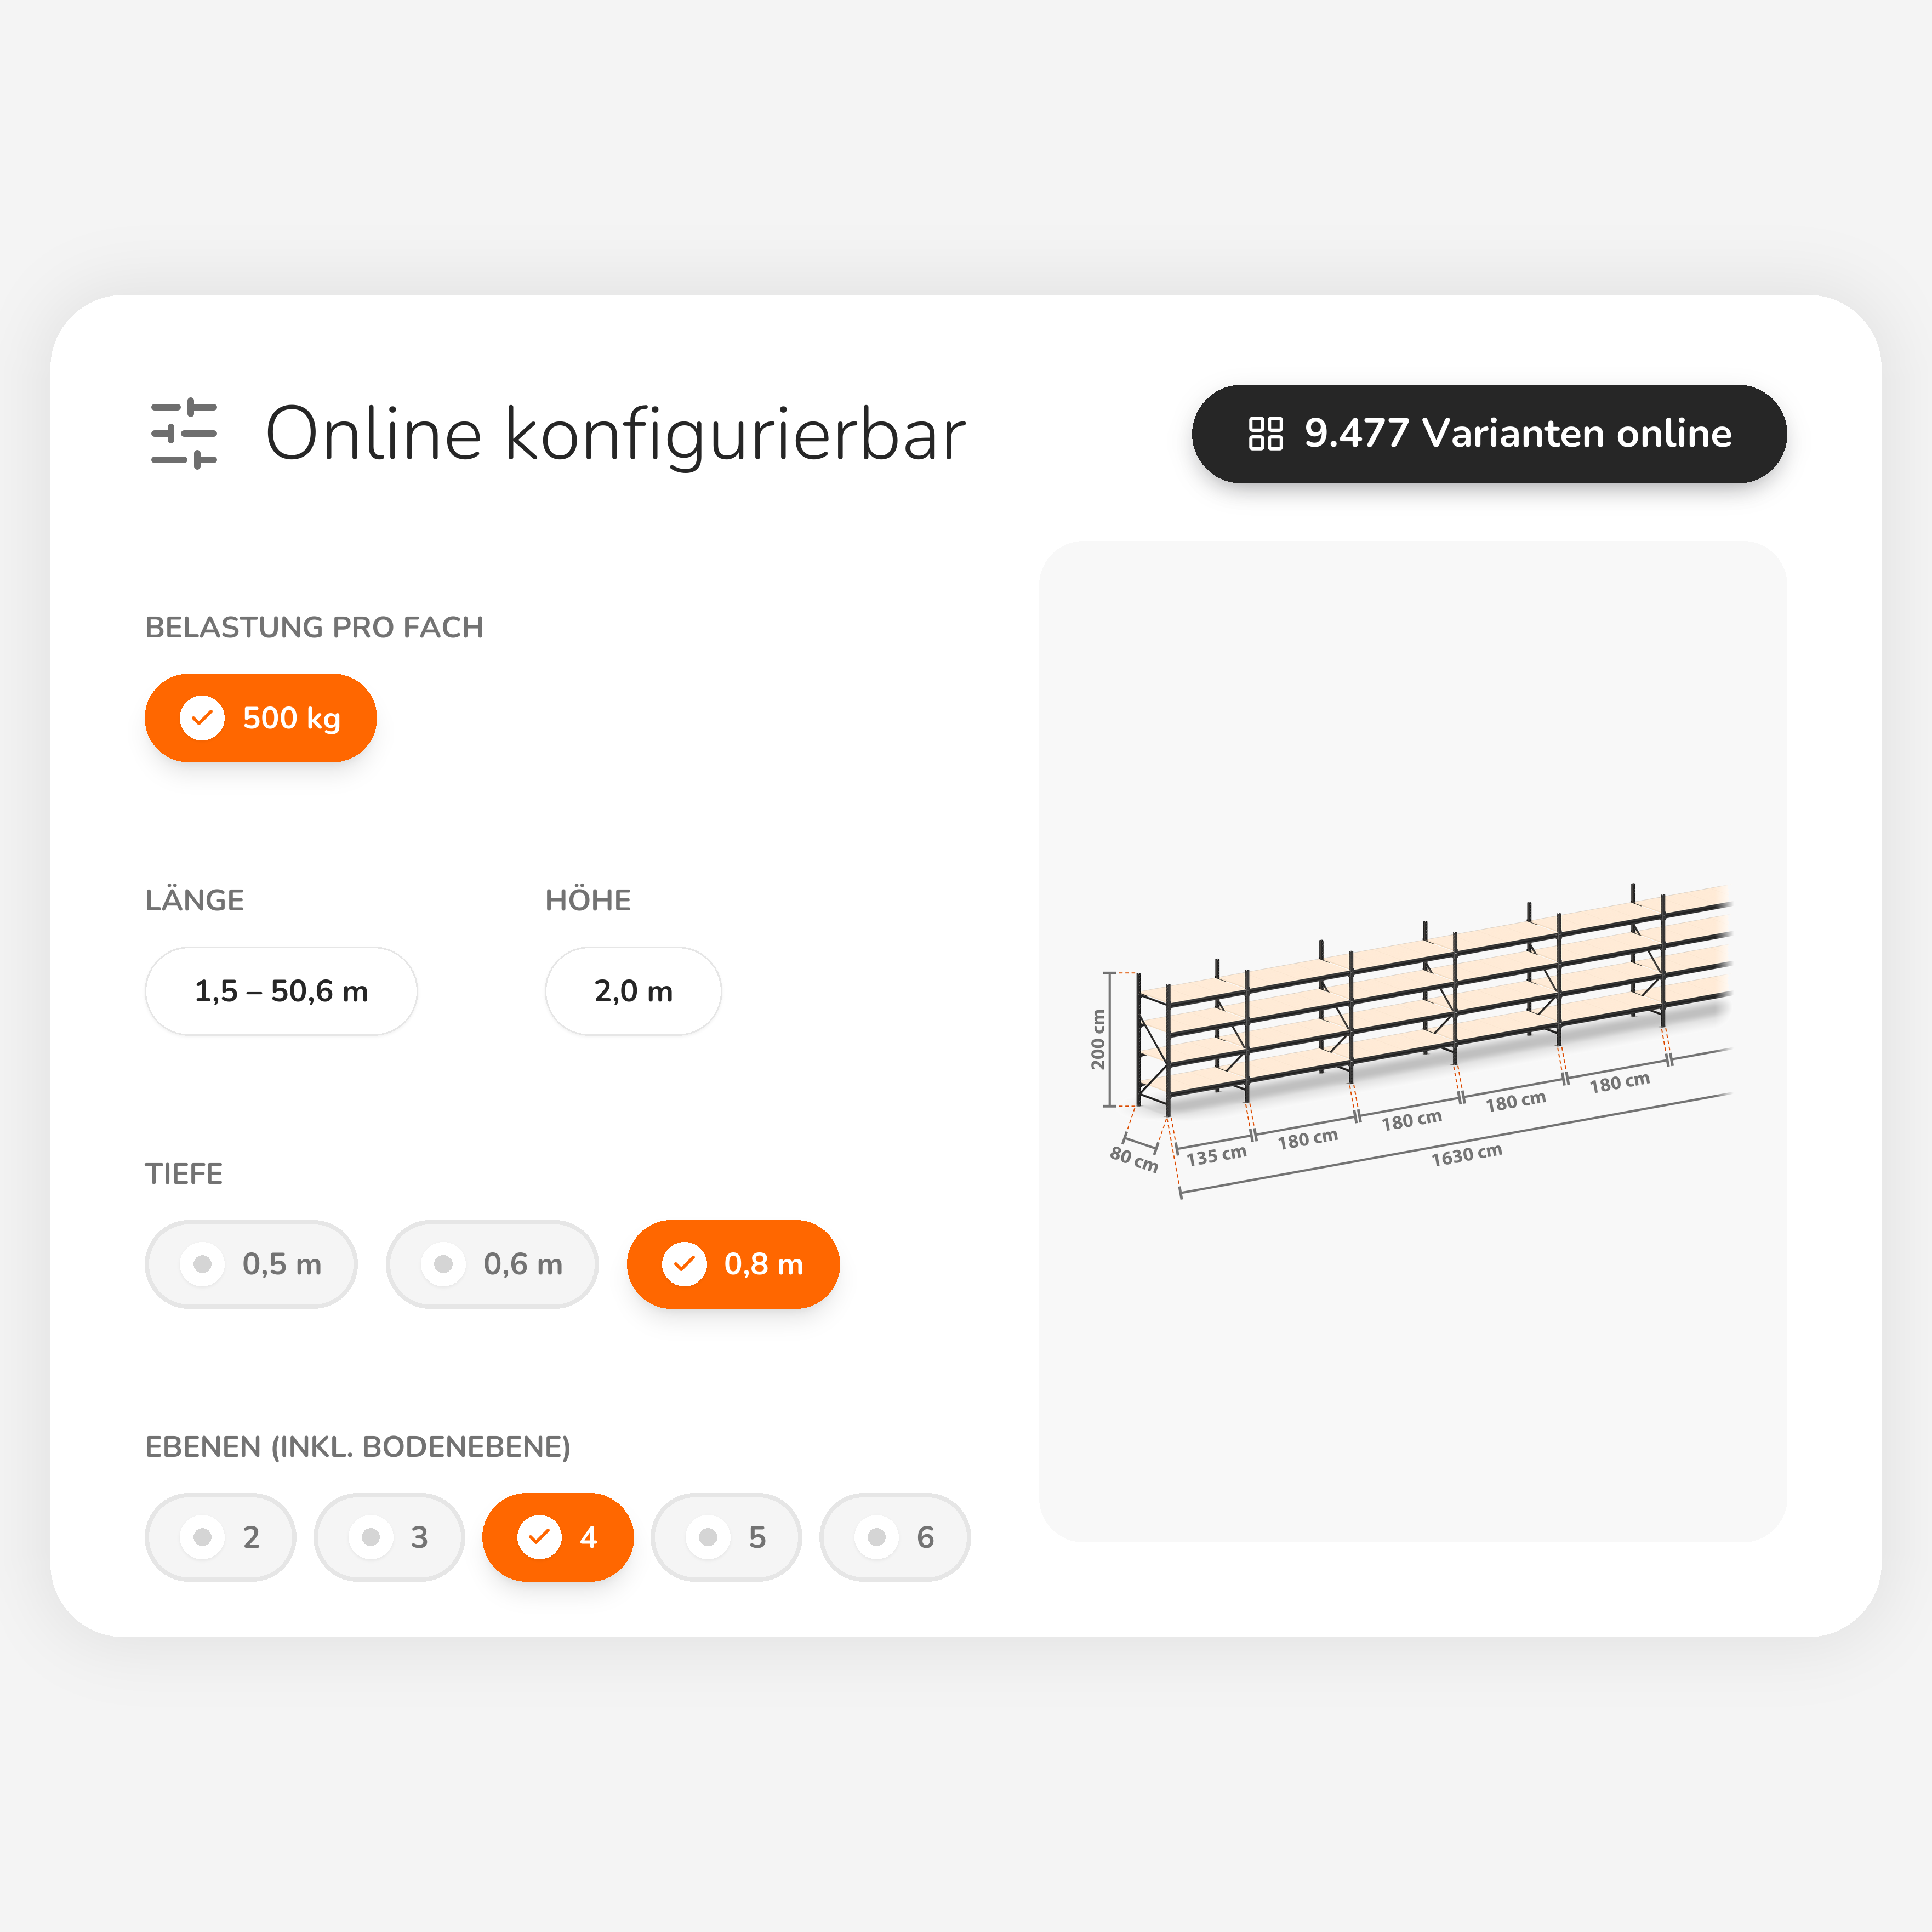 Online konfigurierbar
9.477 Varianten online
BELASTUNG PRO FACH
500 kg
LÄNGE
HÖHE
1,5 – 50,6 m
2,0 m
TIEFE
0,5 m
0,6 m
0,8 m
EBENEN (INKL. BODENEBENE)
2
3
4
5
6
200 cm
80 cm
135 cm
180 cm
180 cm
180 cm
180 cm
1630 cm